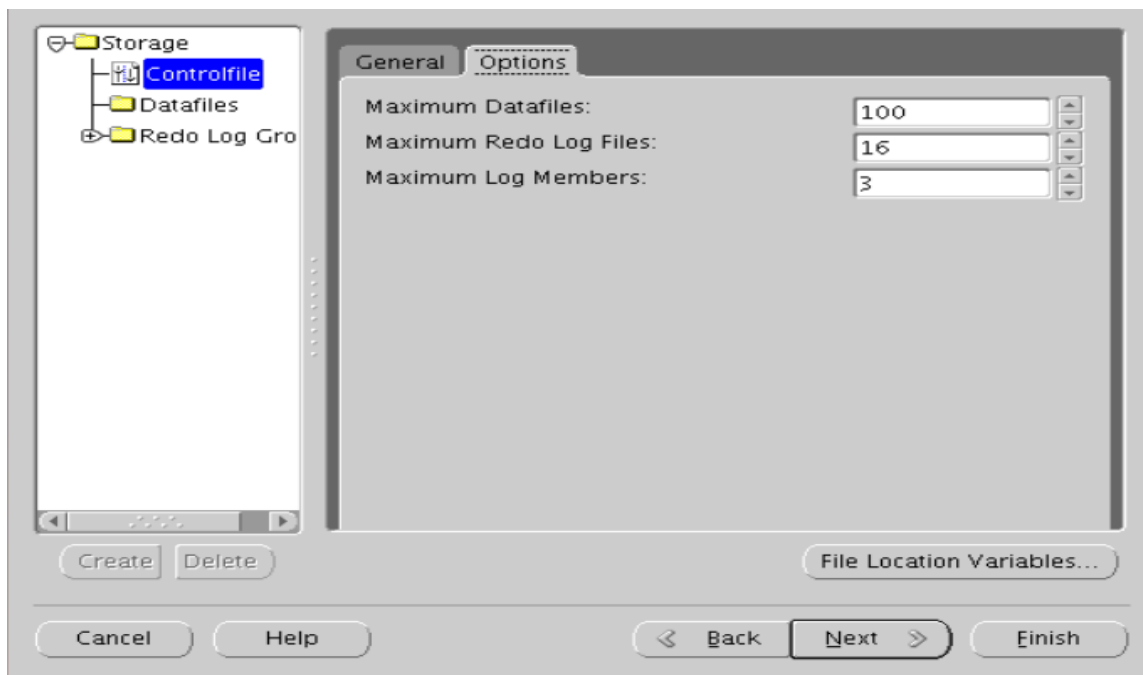 Storage
Controlfile
Datafiles
Redo Log Gro
General Options
Maximum Datafiles: 100
Maximum Redo Log Files: 16
Maximum Log Members: 3
Create Delete
File Location Variables...
Cancel Help Back Next Finish